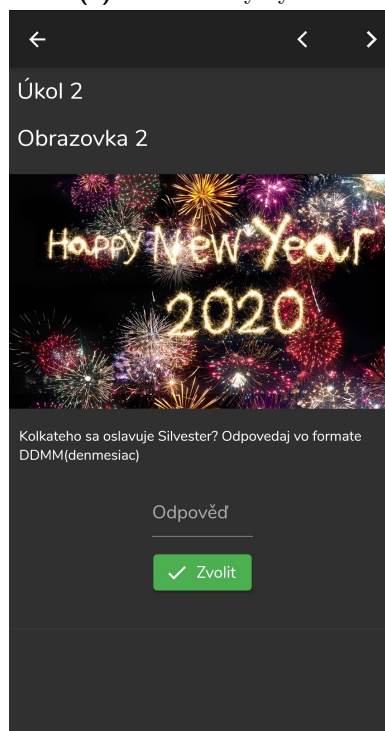 Úkol 2
Obrazovka 2
Happy New Year
2020
Kolkateho sa oslavuje Silvester? Odpovedaj vo formate
DDMM(denmesiac)
Odpověď
Zvolit